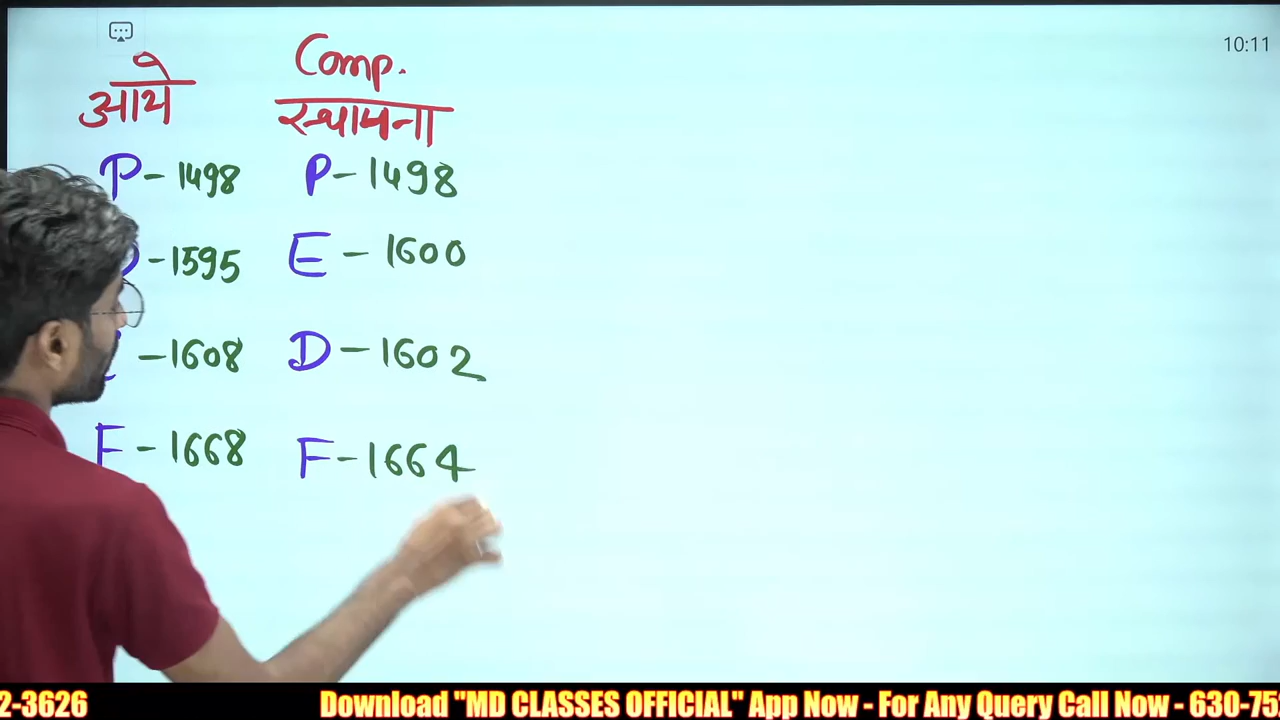 10:11
Comp.
आये स्थापना
P-1498 P-1498
-1595 E-1600
-1608 D-1602
F-1668 F-1664
2-3626 Download "MD CLASSES OFFICIAL" App Now - For Any Query Call Now - 630-75